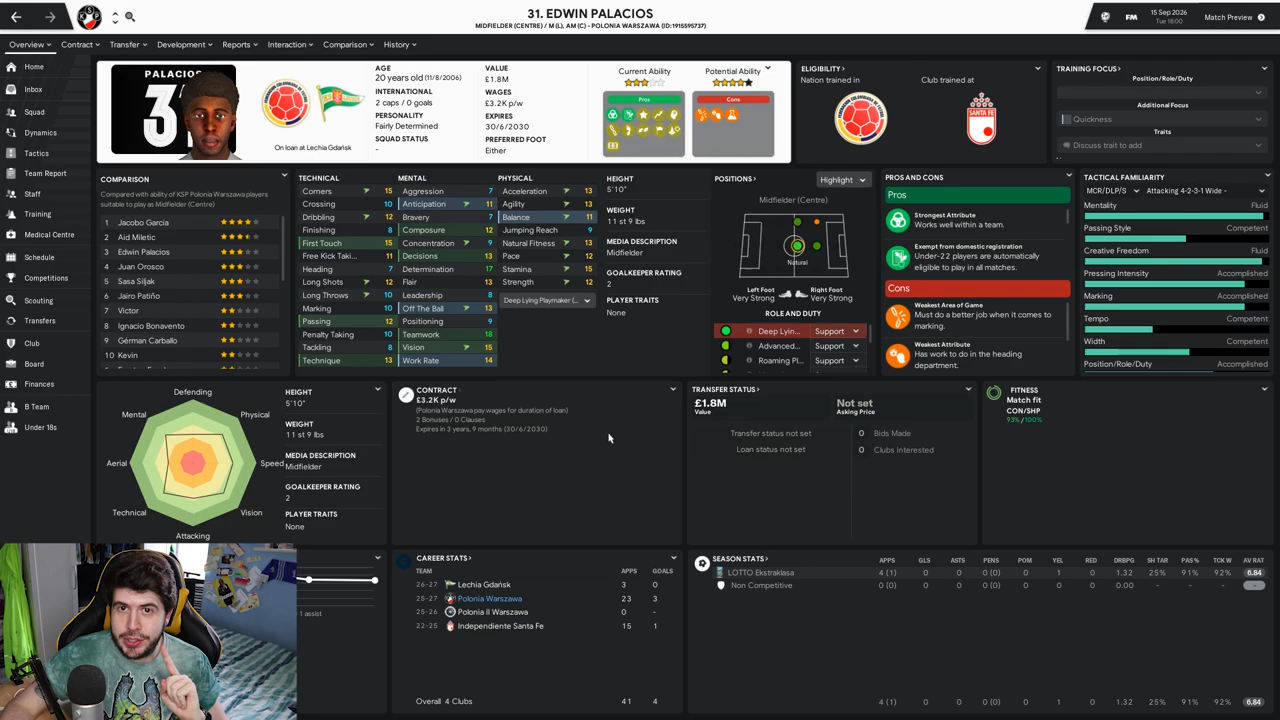 31. EDWIN PALACIOS
MIDFIELDER (CENTRE) / M (L), AM (C) - POLONIA WARSZAWA (ID:1915595737)
FM
15 Sep 2026
Tue 18:00
Match Preview
Overview
Contract
Transfer
Development
Reports
Interaction
Comparison
History
Home
Inbox
Squad
Dynamics
Tactics
Team Report
Staff
Training
Medical Centre
Schedule
Competitions
Scouting
Transfers
Club
Board
Finances
B Team
Under 18s
PALACIOS
On loan at Lechia Gdańsk
AGE
20 years old (11/8/2006)
INTERNATIONAL
2 caps / 0 goals
PERSONALITY
Fairly Determined
SQUAD STATUS
-
VALUE
£1.8M
WAGES
£3.2K p/w
EXPIRES
30/6/2030
PREFERRED FOOT
Either
Current Ability
Pros
Potential Ability
Cons
ELIGIBILITY
Nation trained in
Club trained at
SANTA FE
TRAINING FOCUS
Position/Role/Duty
Additional Focus
Quickness
Traits
Discuss trait to add
COMPARISON
Compared with ability of KSP Polonia Warszawa players
suitable to play as Midfielder (Centre)
1 Jacobo Garcia
2 Aid Miletic
3 Edwin Palacios
4 Juan Orosco
5 Sasa Siljak
6 Jairo Patiño
7 Victor
8 Ignacio Bonavento
9 Gérman Carballo
10 Kevin
TECHNICAL
Corners 15
Crossing 10
Dribbling 12
Finishing 8
First Touch 15
Free Kick Taki... 11
Heading 7
Long Shots 12
Long Throws 10
Marking 10
Passing 12
Penalty Taking 10
Tackling 8
Technique 13
MENTAL
Aggression 7
Anticipation 11
Bravery 7
Composure 12
Concentration 9
Decisions 13
Determination 17
Flair 13
Leadership 8
Off The Ball 13
Positioning 9
Teamwork 18
Vision 15
Work Rate 14
PHYSICAL
Acceleration 13
Agility 13
Balance 11
Jumping Reach 9
Natural Fitness 13
Pace 12
Stamina 15
Strength 12
Deep Lying Playmaker (...
HEIGHT
5'10"
WEIGHT
11 st 9 lbs
MEDIA DESCRIPTION
Midfielder
GOALKEEPER RATING
2
PLAYER TRAITS
None
POSITIONS
Highlight
Midfielder (Centre)
Natural
Left Foot
Very Strong
Right Foot
Very Strong
ROLE AND DUTY
Deep Lyin... Support
Advanced... Support
Roaming Pl... Support
PROS AND CONS
Pros
Strongest Attribute
Works well within a team.
Exempt from domestic registration
Under-22 players are automatically
eligible to play in all matches.
Cons
Weakest Area of Game
Must do a better job when it comes to
marking.
Weakest Attribute
Has work to do in the heading
department.
TACTICAL FAMILIARITY
MCR/DLP/S
Attacking 4-2-3-1 Wide -
Mentality Fluid
Passing Style Competent
Creative Freedom Fluid
Pressing Intensity Accomplished
Marking Accomplished
Tempo Competent
Width Competent
Position/Role/Duty Accomplished
Defending
Physical
Speed
Vision
Attacking
Technical
Aerial
Mental
HEIGHT
5'10"
WEIGHT
11 st 9 lbs
MEDIA DESCRIPTION
Midfielder
GOALKEEPER RATING
2
PLAYER TRAITS
None
CONTRACT
£3.2K p/w
(Polonia Warszawa pay wages for duration of loan)
2 Bonuses / 0 Clauses
Expires in 3 years, 9 months (30/6/2030)
TRANSFER STATUS
£1.8M
Value
Not set
Asking Price
Transfer status not set
Loan status not set
0 Bids Made
0 Clubs Interested
FITNESS
Match fit
CON/SHP
93% / 100%
1 assist
CAREER STATS
TEAM APPS GOALS
26-27 Lechia Gdańsk 3 0
25-27 Polonia Warszawa 23 3
25-26 Polonia II Warszawa 0 -
22-25 Independiente Santa Fe 15 1
Overall 4 Clubs 41 4
SEASON STATS
APPS GLS ASTS PENS POM YEL RED DRBPG SH TAR PAS % TCK W AV RAT
LOTTO Ekstraklasa 4 (1) 0 0 0 (0) 0 1 0 1.32 25% 91% 92% 6.84
Non Competitive 0 (0) 0 0 0 (0) 0 0 0 0.00 - - - -
4 (1) 0 0 0 (0) 0 1 0 1.32 25% 91% 92% 6.84